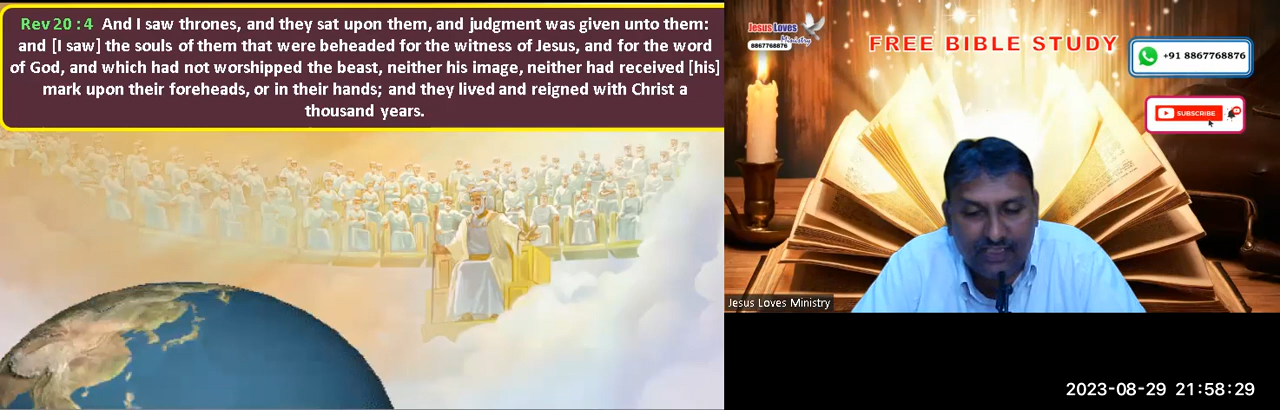 Rev 20 : 4 And I saw thrones, and they sat upon them, and judgment was given unto them:
and [I saw] the souls of them that were beheaded for the witness of Jesus, and for the word
of God, and which had not worshipped the beast, neither his image, neither had received [his]
mark upon their foreheads, or in their hands; and they lived and reigned with Christ a
thousand years.
Jesus Loves
Ministry
8867768876
FREE BIBLE STUDY
+91 8867768876
SUBSCRIBE
Jesus Loves Ministry
2023-08-29 21:58:29